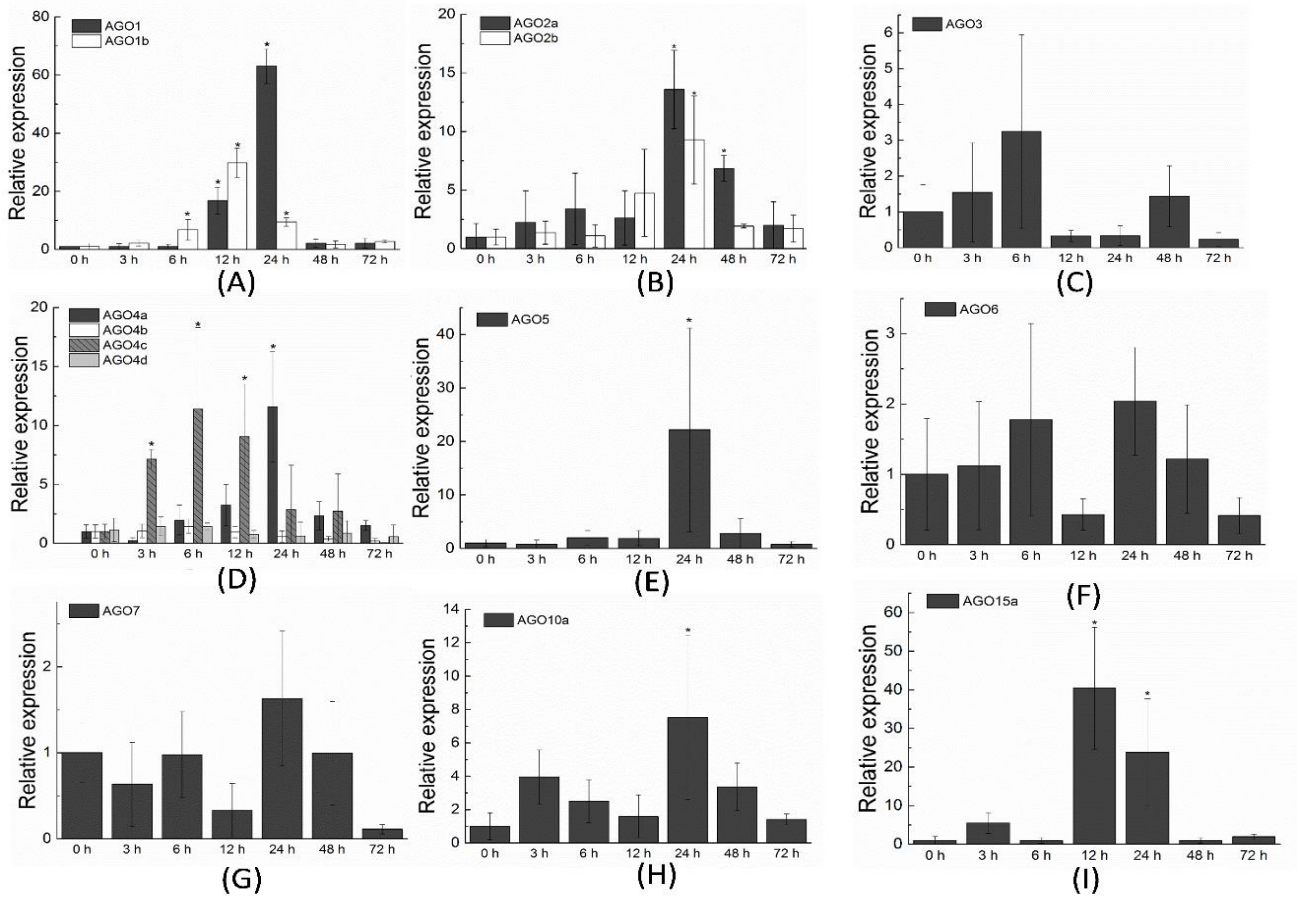 AGO1
AGO1b
Relative expression
80
60
40
20
0
* * * * *
0 h 3 h 6 h 12 h 24 h 48 h 72 h
(A)
AGO2a
AGO2b
Relative expression
20
15
10
5
0
* * *
0 h 3 h 6 h 12 h 24 h 48 h 72 h
(B)
AGO3
Relative expression
6
5
4
3
2
1
0
0 h 3 h 6 h 12 h 24 h 48 h 72 h
(C)
AGO4a
AGO4b
AGO4c
AGO4d
Relative expression
20
15
10
5
0
* * * *
0 h 3 h 6 h 12 h 24 h 48 h 72 h
(D)
AGO5
Relative expression
40
30
20
10
0
*
0 h 3 h 6 h 12 h 24 h 48 h 72 h
(E)
AGO6
Relative expression
3
2
1
0
0 h 3 h 6 h 12 h 24 h 48 h 72 h
(F)
AGO7
Relative expression
2
1
0
0 h 3 h 6 h 12 h 24 h 48 h 72 h
(G)
AGO10a
Relative expression
14
12
10
8
6
4
2
0
*
0 h 3 h 6 h 12 h 24 h 48 h 72 h
(H)
AGO15a
Relative expression
60
50
40
30
20
10
0
* *
0 h 3 h 6 h 12 h 24 h 48 h 72 h
(I)